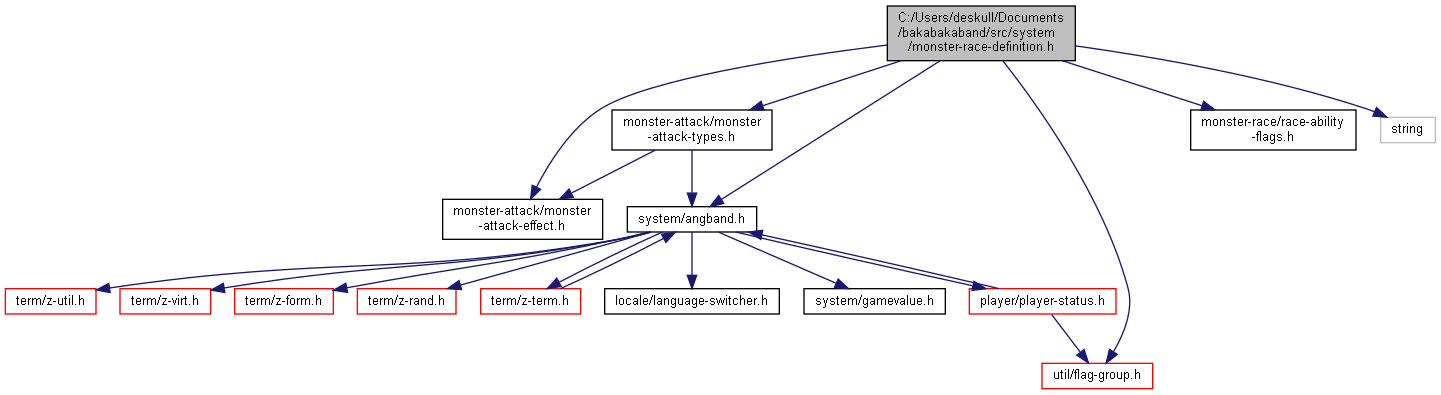 C:/Users/deskull/Documents
/bakabakaband/src/system
/monster-race-definition.h
monster-attack/monster
-attack-types.h
monster-race/race-ability
-flags.h
string
monster-attack/monster
-attack-effect.h
system/angband.h
term/z-util.h
term/z-virt.h
term/z-form.h
term/z-rand.h
term/z-term.h
locale/language-switcher.h
system/gamevalue.h
player/player-status.h
util/flag-group.h